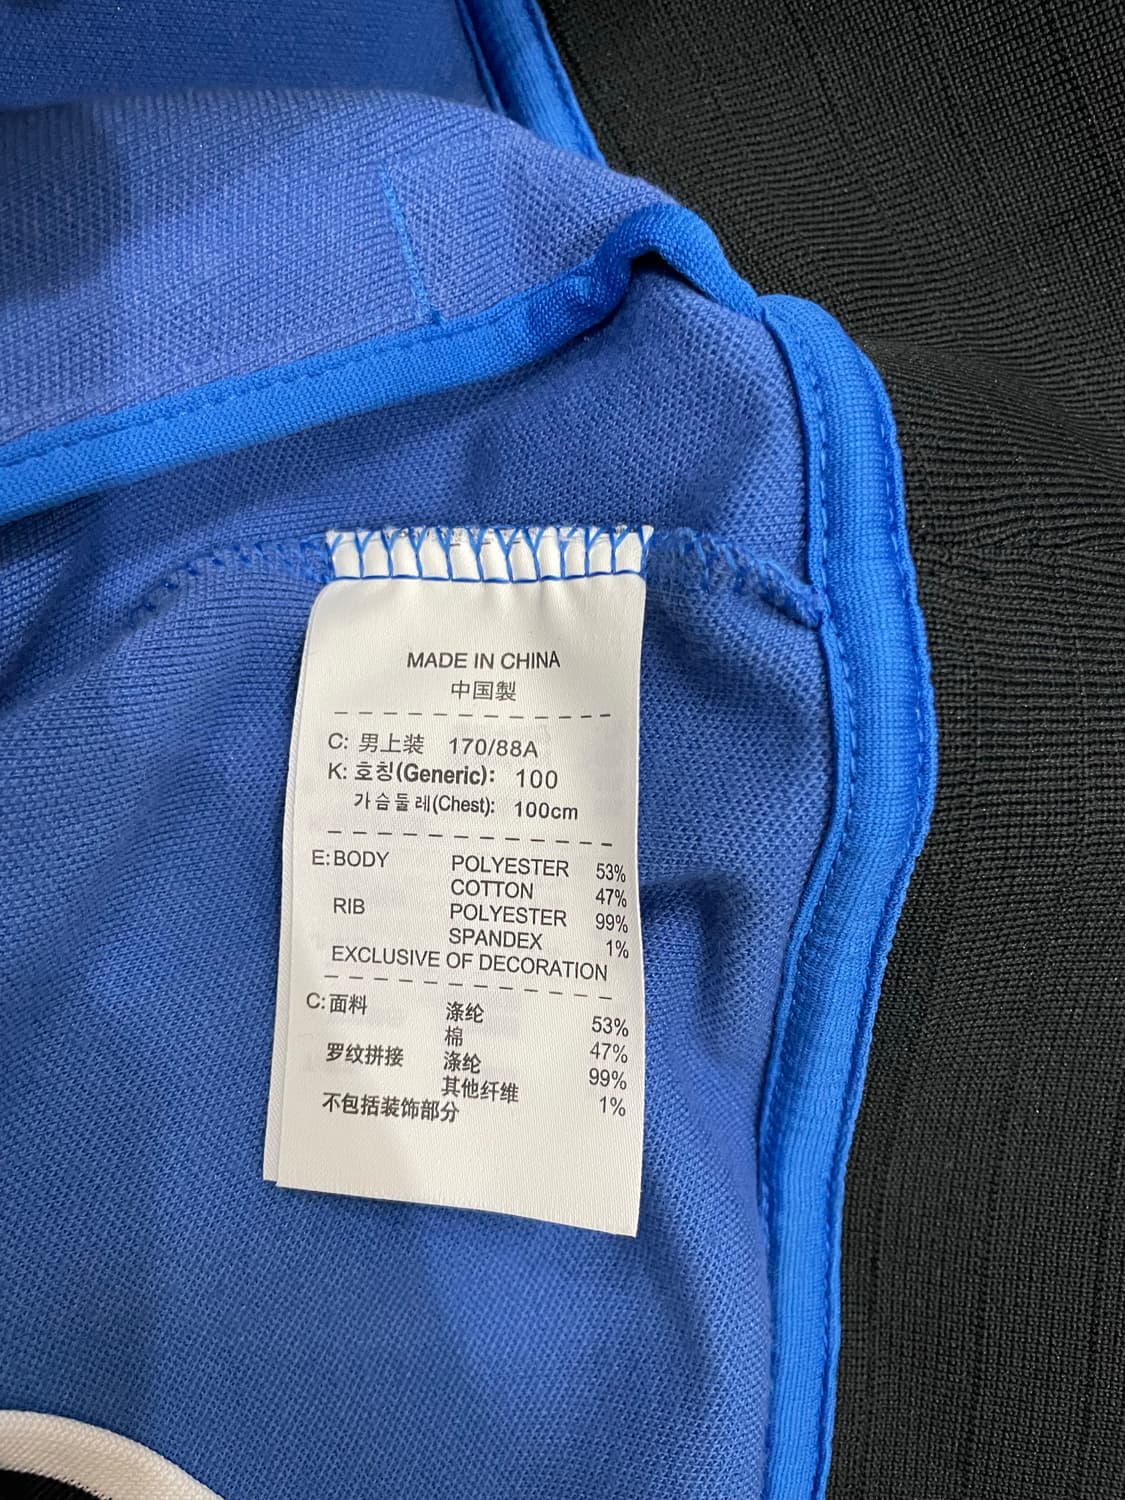 MADE IN CHINA
中国製
C: 男上装 170/88A
K: 호칭(Generic): 100
가슴둘레(Chest): 100cm
E: BODY POLYESTER 53%
COTTON 47%
RIB POLYESTER 99%
SPANDEX 1%
EXCLUSIVE OF DECORATION
C: 面料 涤纶 53%
棉 47%
罗纹拼接 涤纶 99%
其他纤维 1%
不包括装饰部分